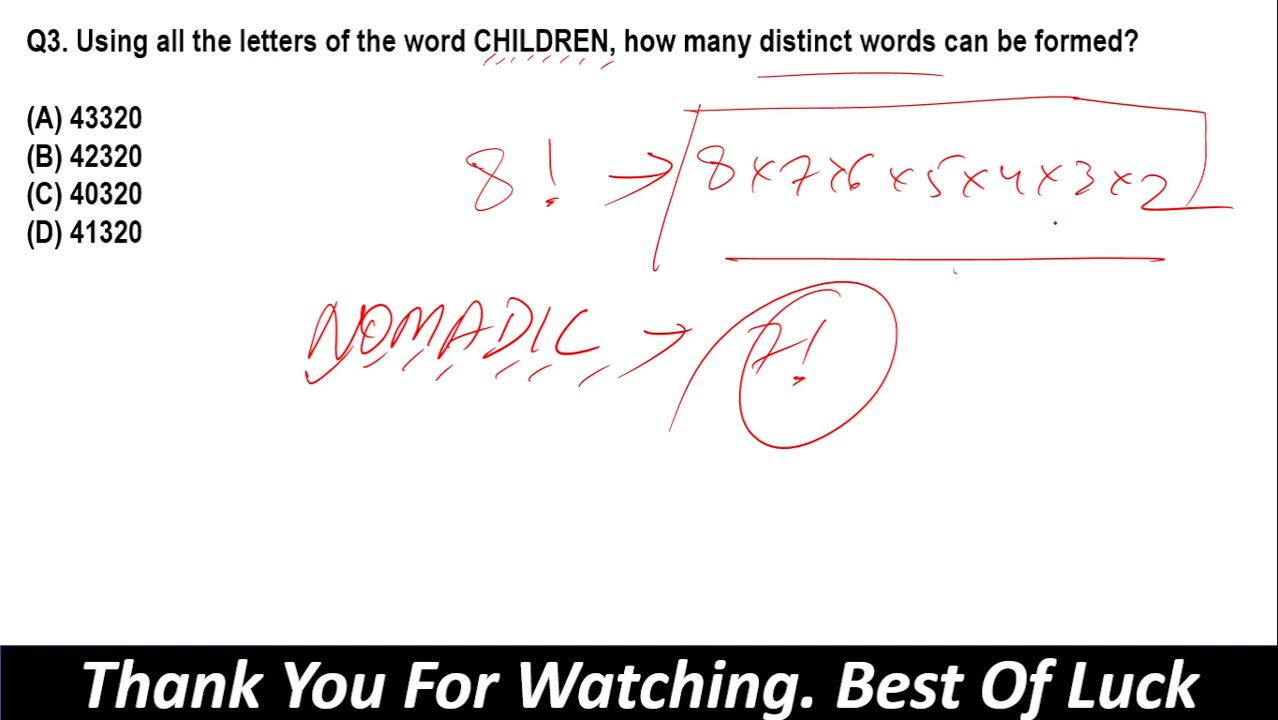 Q3. Using all the letters of the word CHILDREN, how many distinct words can be formed?
(A) 43320
(B) 42320
(C) 40320
(D) 41320
8! → 8×7×6×5×4×3×2
NOMADIC → 7!
Thank You For Watching. Best Of Luck